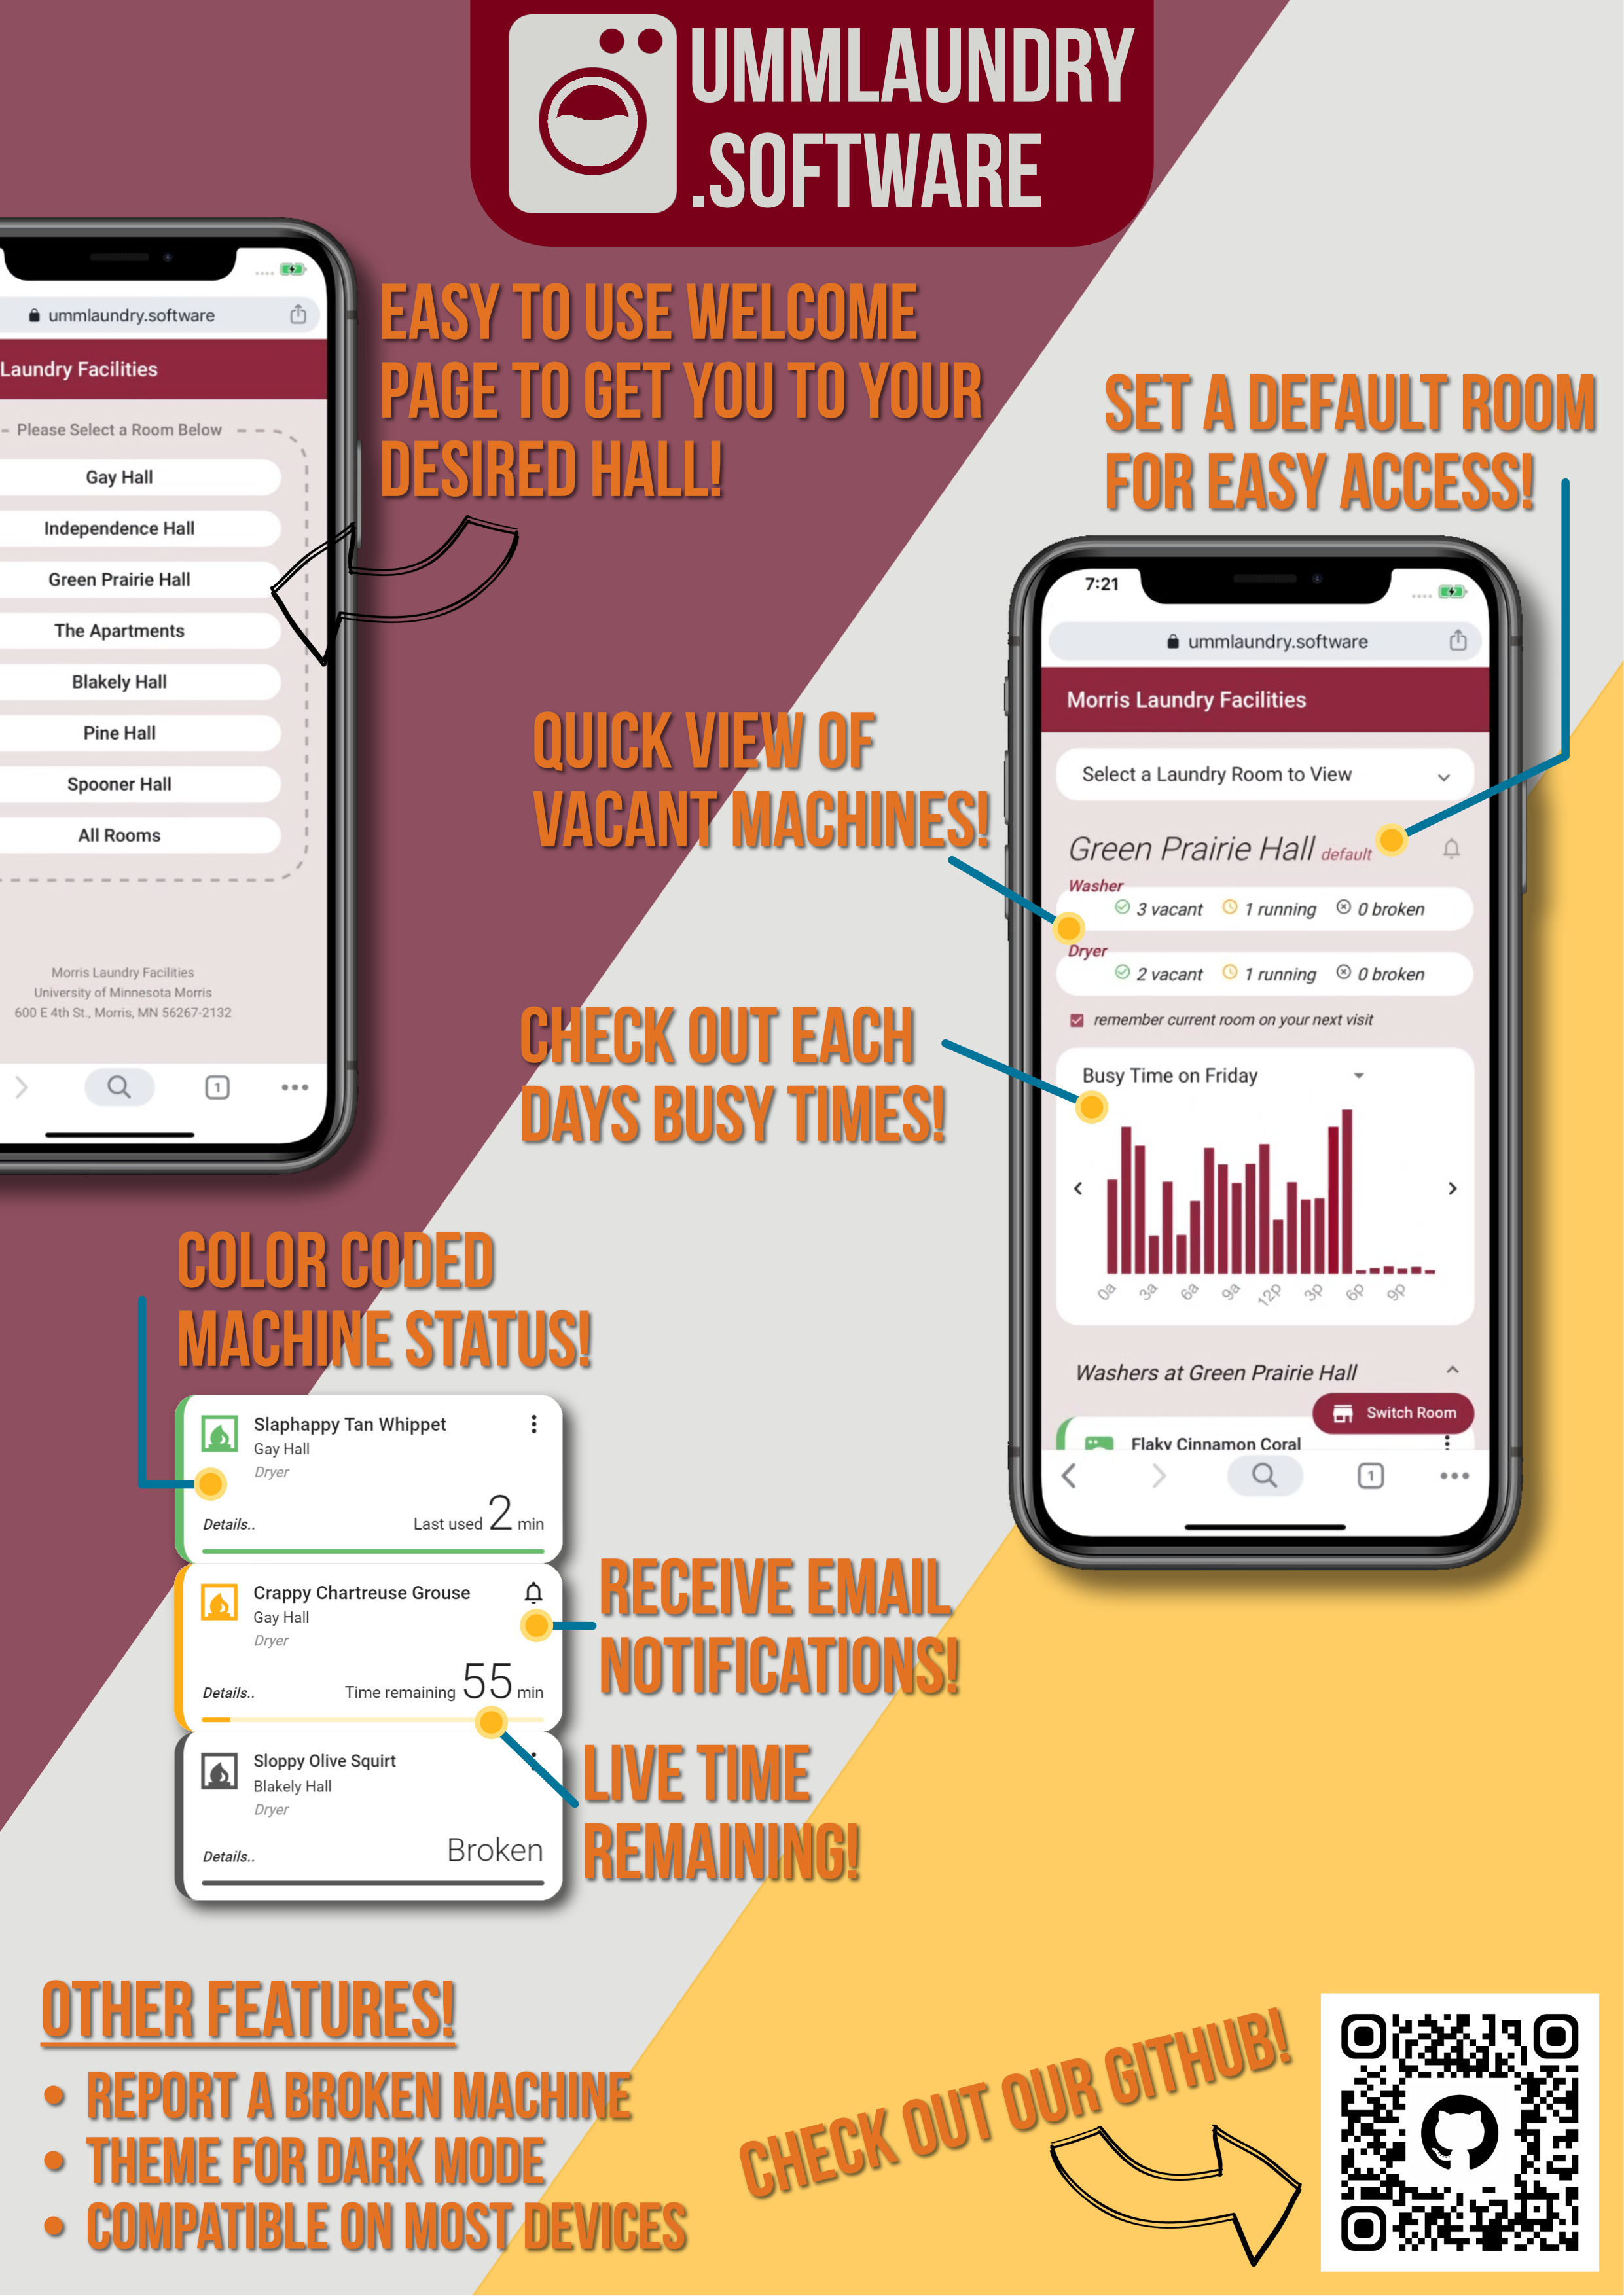 UMMLAUNDRY
.SOFTWARE
ummlaundry.software
Laundry Facilities
Please Select a Room Below
Gay Hall
Independence Hall
Green Prairie Hall
The Apartments
Blakely Hall
Pine Hall
Spooner Hall
All Rooms
Morris Laundry Facilities
University of Minnesota Morris
600 E 4th St., Morris, MN 56267-2132
1
EASY TO USE WELCOME
PAGE TO GET YOU TO YOUR
DESIRED HALL!
SET A DEFAULT ROOM
FOR EASY ACCESS!
QUICK VIEW OF
VACANT MACHINES!
CHECK OUT EACH
DAYS BUSY TIMES!
7:21
ummlaundry.software
Morris Laundry Facilities
Select a Laundry Room to View
Green Prairie Hall default
Washer
3 vacant 1 running 0 broken
Dryer
2 vacant 1 running 0 broken
remember current room on your next visit
Busy Time on Friday
0a 3a 6a 9a 12p 3p 6p 9p
Washers at Green Prairie Hall
Switch Room
Flaky Cinnamon Coral
1
COLOR CODED
MACHINE STATUS!
Slaphappy Tan Whippet
Gay Hall
Dryer
Details.. Last used 2 min
Crappy Chartreuse Grouse
Gay Hall
Dryer
Details.. Time remaining 55 min
Sloppy Olive Squirt
Blakely Hall
Dryer
Details.. Broken
RECEIVE EMAIL
NOTIFICATIONS!
LIVE TIME
REMAINING!
OTHER FEATURES!
• REPORT A BROKEN MACHINE
• THEME FOR DARK MODE
• COMPATIBLE ON MOST DEVICES
CHECK OUT OUR GITHUB!